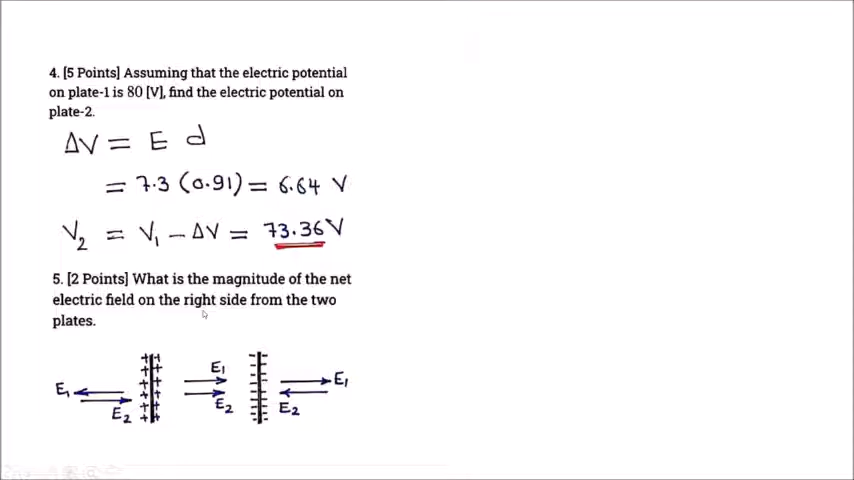 4. [5 Points] Assuming that the electric potential
on plate-1 is 80 [V], find the electric potential on
plate-2.
ΔV = E d
= 7.3 (0.91) = 6.64 V
V₂ = V₁ - ΔV = 73.36 V
5. [2 Points] What is the magnitude of the net
electric field on the right side from the two
plates.
E₁ E₂
E₁ E₂
E₁ E₂